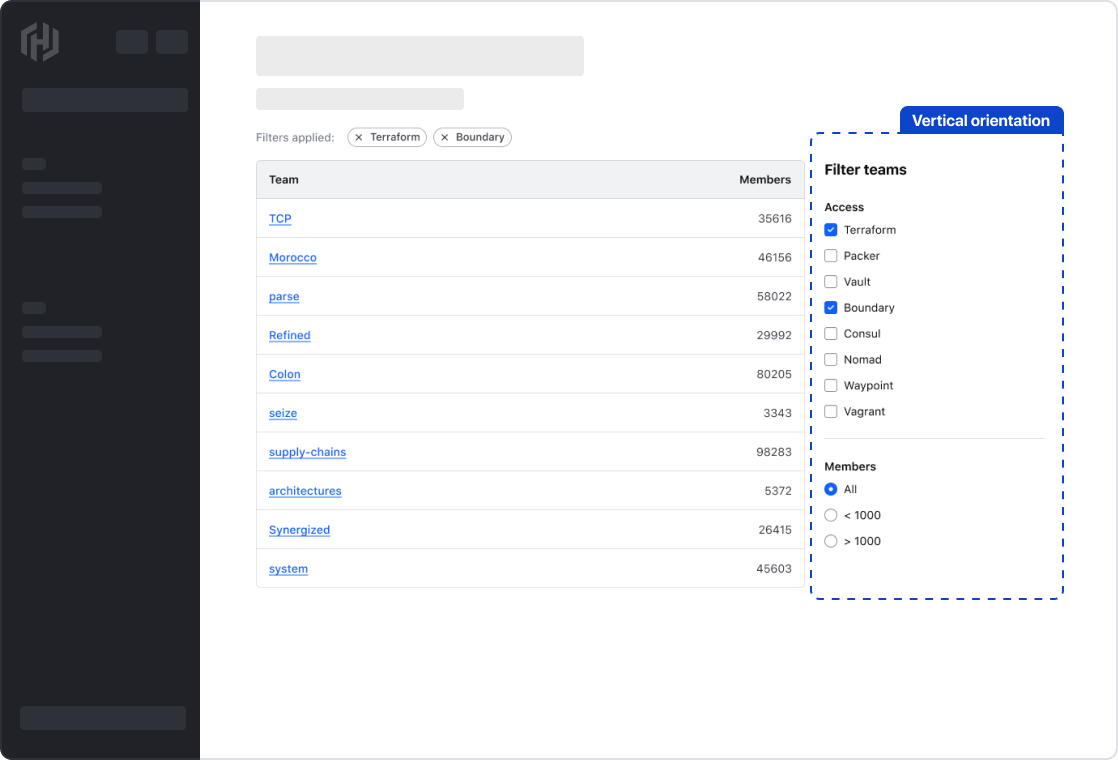 Filters applied: × Terraform × Boundary
Team Members
TCP 35616
Morocco 46156
parse 58022
Refined 29992
Colon 80205
seize 3343
supply-chains 98283
architectures 5372
Synergized 26415
system 45603
Vertical orientation
Filter teams
Access
Terraform
Packer
Vault
Boundary
Consul
Nomad
Waypoint
Vagrant
Members
All
< 1000
> 1000